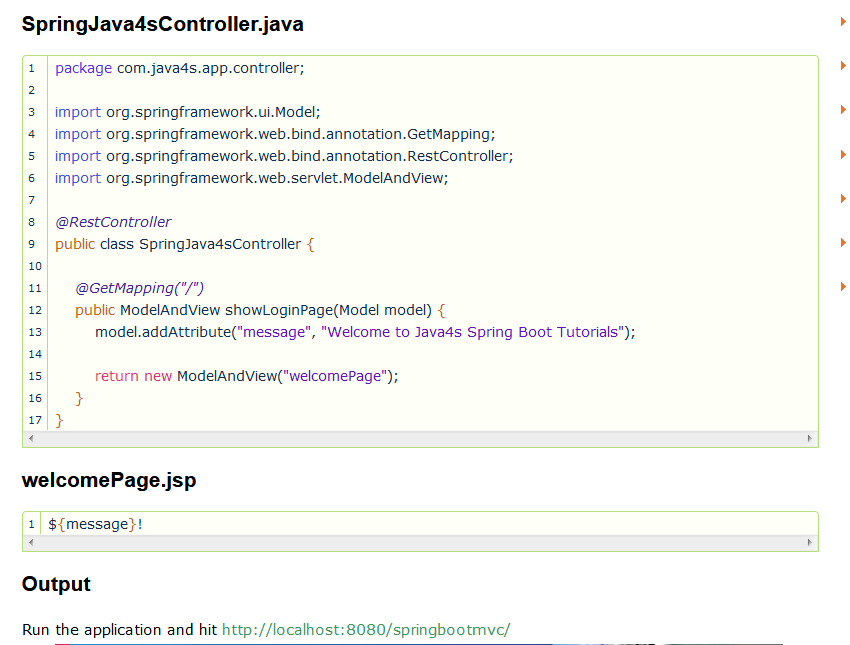 SpringJava4sController.java
1 package com.java4s.app.controller;
2
3 import org.springframework.ui.Model;
4 import org.springframework.web.bind.annotation.GetMapping;
5 import org.springframework.web.bind.annotation.RestController;
6 import org.springframework.web.servlet.ModelAndView;
7
8 @RestController
9 public class SpringJava4sController {
10
11 @GetMapping("/")
12 public ModelAndView showLoginPage(Model model) {
13 model.addAttribute("message", "Welcome to Java4s Spring Boot Tutorials");
14
15 return new ModelAndView("welcomePage");
16 }
17 }
welcomePage.jsp
1 ${message}!
Output
Run the application and hit http://localhost:8080/springbootmvc/